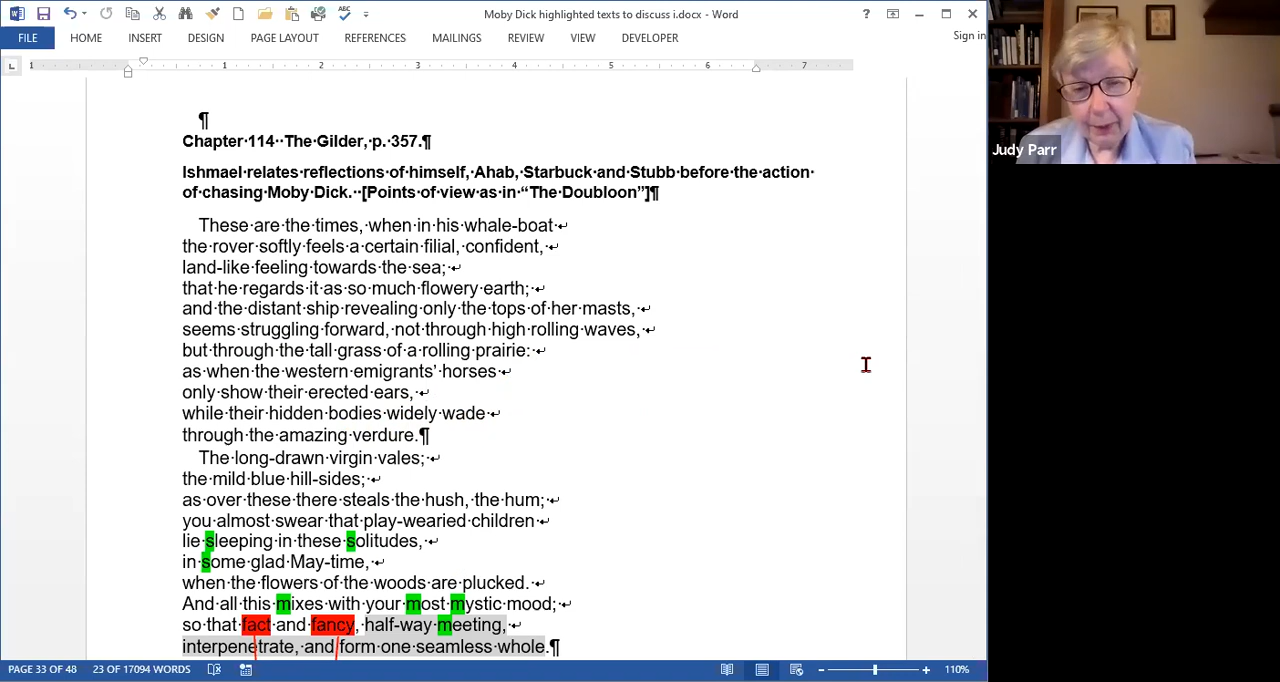 Moby Dick highlighted texts to discuss i.docx - Word
FILE HOME INSERT DESIGN PAGE LAYOUT REFERENCES MAILINGS REVIEW VIEW DEVELOPER Sign in
1 1 2 3 4 5 6 7
Judy Parr
¶
Chapter·114··The·Gilder,·p.·357.¶
Ishmael·relates·reflections·of·himself,·Ahab,·Starbuck·and·Stubb·before·the·action·
of·chasing·Moby·Dick.··[Points·of·view·as·in·“The·Doubloon”]¶
These·are·the·times,·when·in·his·whale-boat↵
the·rover·softly·feels·a·certain·filial,·confident,·↵
land-like·feeling·towards·the·sea;·↵
that·he·regards·it·as·so·much·flowery·earth;·↵
and·the·distant·ship·revealing·only·the·tops·of·her·masts,·↵
seems·struggling·forward,·not·through·high·rolling·waves,·↵
but·through·the·tall·grass·of·a·rolling·prairie:·↵
as·when·the·western·emigrants’·horses↵
only·show·their·erected·ears,·↵
while·their·hidden·bodies·widely·wade·↵
through·the·amazing·verdure.¶
The·long-drawn·virgin·vales;·↵
the·mild·blue·hill-sides;·↵
as·over·these·there·steals·the·hush,·the·hum;·↵
you·almost·swear·that·play-wearied·children·↵
lie·sleeping·in·these·solitudes,·↵
in·some·glad·May-time,·↵
when·the·flowers·of·the·woods·are·plucked.·↵
And·all·this·mixes·with·your·most·mystic·mood;·↵
so·that·fact·and·fancy,·half-way·meeting,·↵
interpenetrate,·and·form·one·seamless·whole.¶
PAGE 33 OF 48 23 OF 17094 WORDS 110%